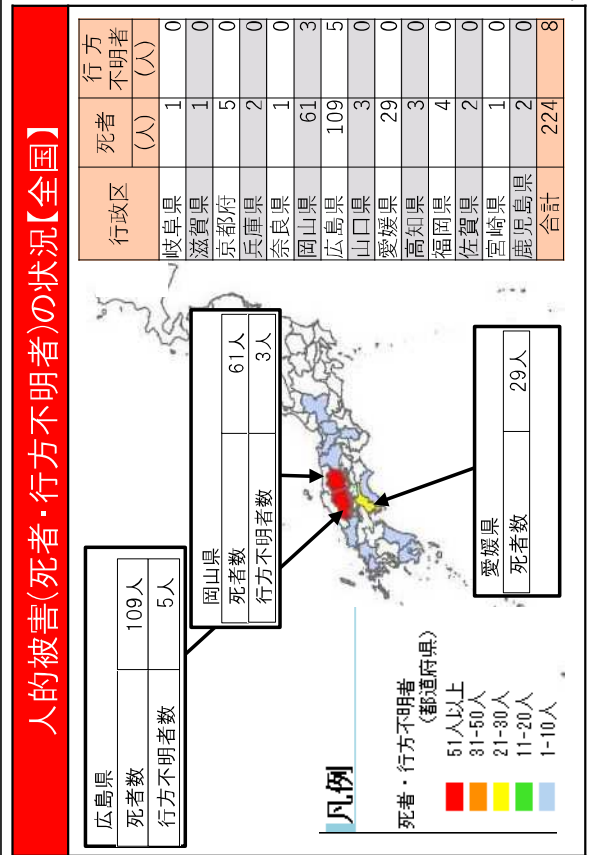 人的被害(死者・行方不明者)の状況【全国】
広島県
死者数 109人
行方不明者数 5人
岡山県
死者数 61人
行方不明者数 3人
愛媛県
死者数 29人
凡例
死者・行方不明者
(都道府県)
51人以上
31-50人
21-30人
11-20人
1-10人
行政区 死者(人) 行方不明者(人)
岐阜県 1 0
滋賀県 1 0
京都府 5 0
兵庫県 2 0
奈良県 1 0
岡山県 61 3
広島県 109 5
山口県 3 0
愛媛県 29 0
高知県 3 0
福岡県 4 0
佐賀県 2 0
宮崎県 1 0
鹿児島県 2 0
合計 224 8